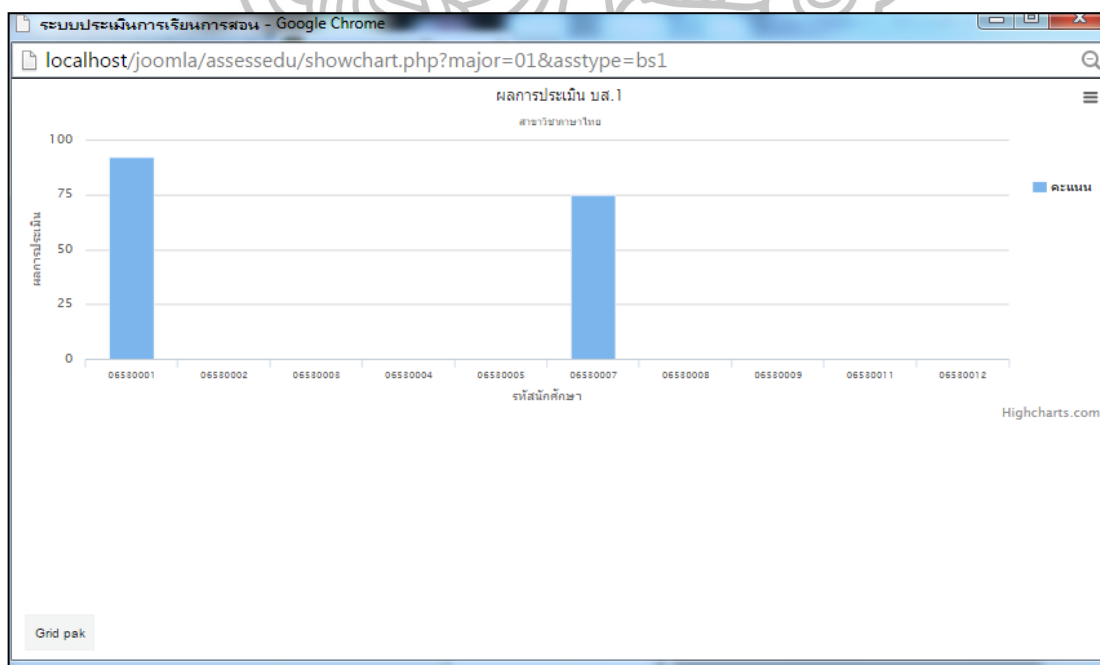 ระบบประเมินการเรียนการสอน - Google Chrome
localhost/joomla/assessedu/showchart.php?major=01&asstype=bs1
ผลการประเมิน บส.1
สาขาวิชาภาษาไทย
100
75
50
25
0
ผลการประเมิน
คะแนน
06580001 06580002 06580003 06580004 06580005 06580007 06580008 06580009 06580011 06580012
รหัสนักศึกษา
Highcharts.com
Grid pak